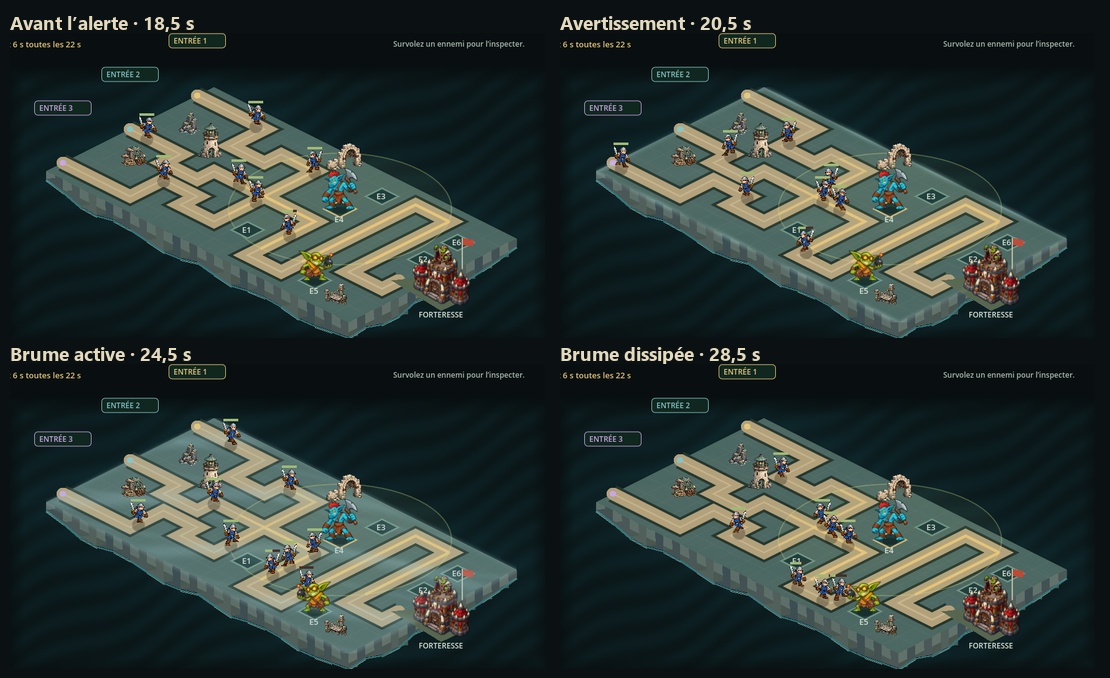 Avant l’alerte · 18,5 s
: 6 s toutes les 22 s
ENTRÉE 1
Survolez un ennemi pour l’inspecter.
ENTRÉE 2
ENTRÉE 3
E3
E4
E1
E6
E2
E5
FORTERESSE
Avertissement · 20,5 s
: 6 s toutes les 22 s
ENTRÉE 1
Survolez un ennemi pour l’inspecter.
ENTRÉE 2
ENTRÉE 3
E3
E4
E1
E6
E2
E5
FORTERESSE
Brume active · 24,5 s
: 6 s toutes les 22 s
ENTRÉE 1
Survolez un ennemi pour l’inspecter.
ENTRÉE 2
ENTRÉE 3
E3
E4
E1
E6
E2
E5
FORTERESSE
Brume dissipée · 28,5 s
: 6 s toutes les 22 s
ENTRÉE 1
Survolez un ennemi pour l’inspecter.
ENTRÉE 2
ENTRÉE 3
E3
E4
E1
E6
E2
E5
FORTERESSE